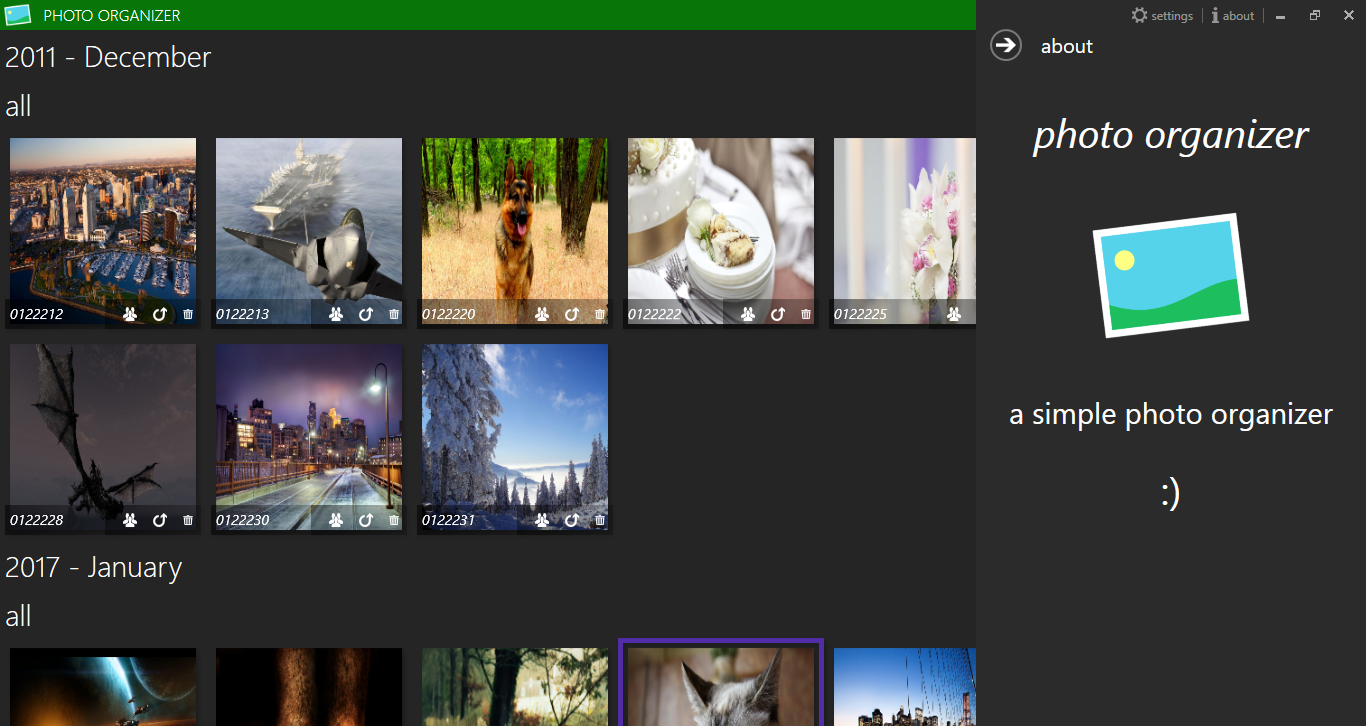 PHOTO ORGANIZER
settings
about
about
2011 - December
all
photo organizer
0122212
0122213
0122220
0122222
0122225
a simple photo organizer
:)
0122228
0122230
0122231
2017 - January
all